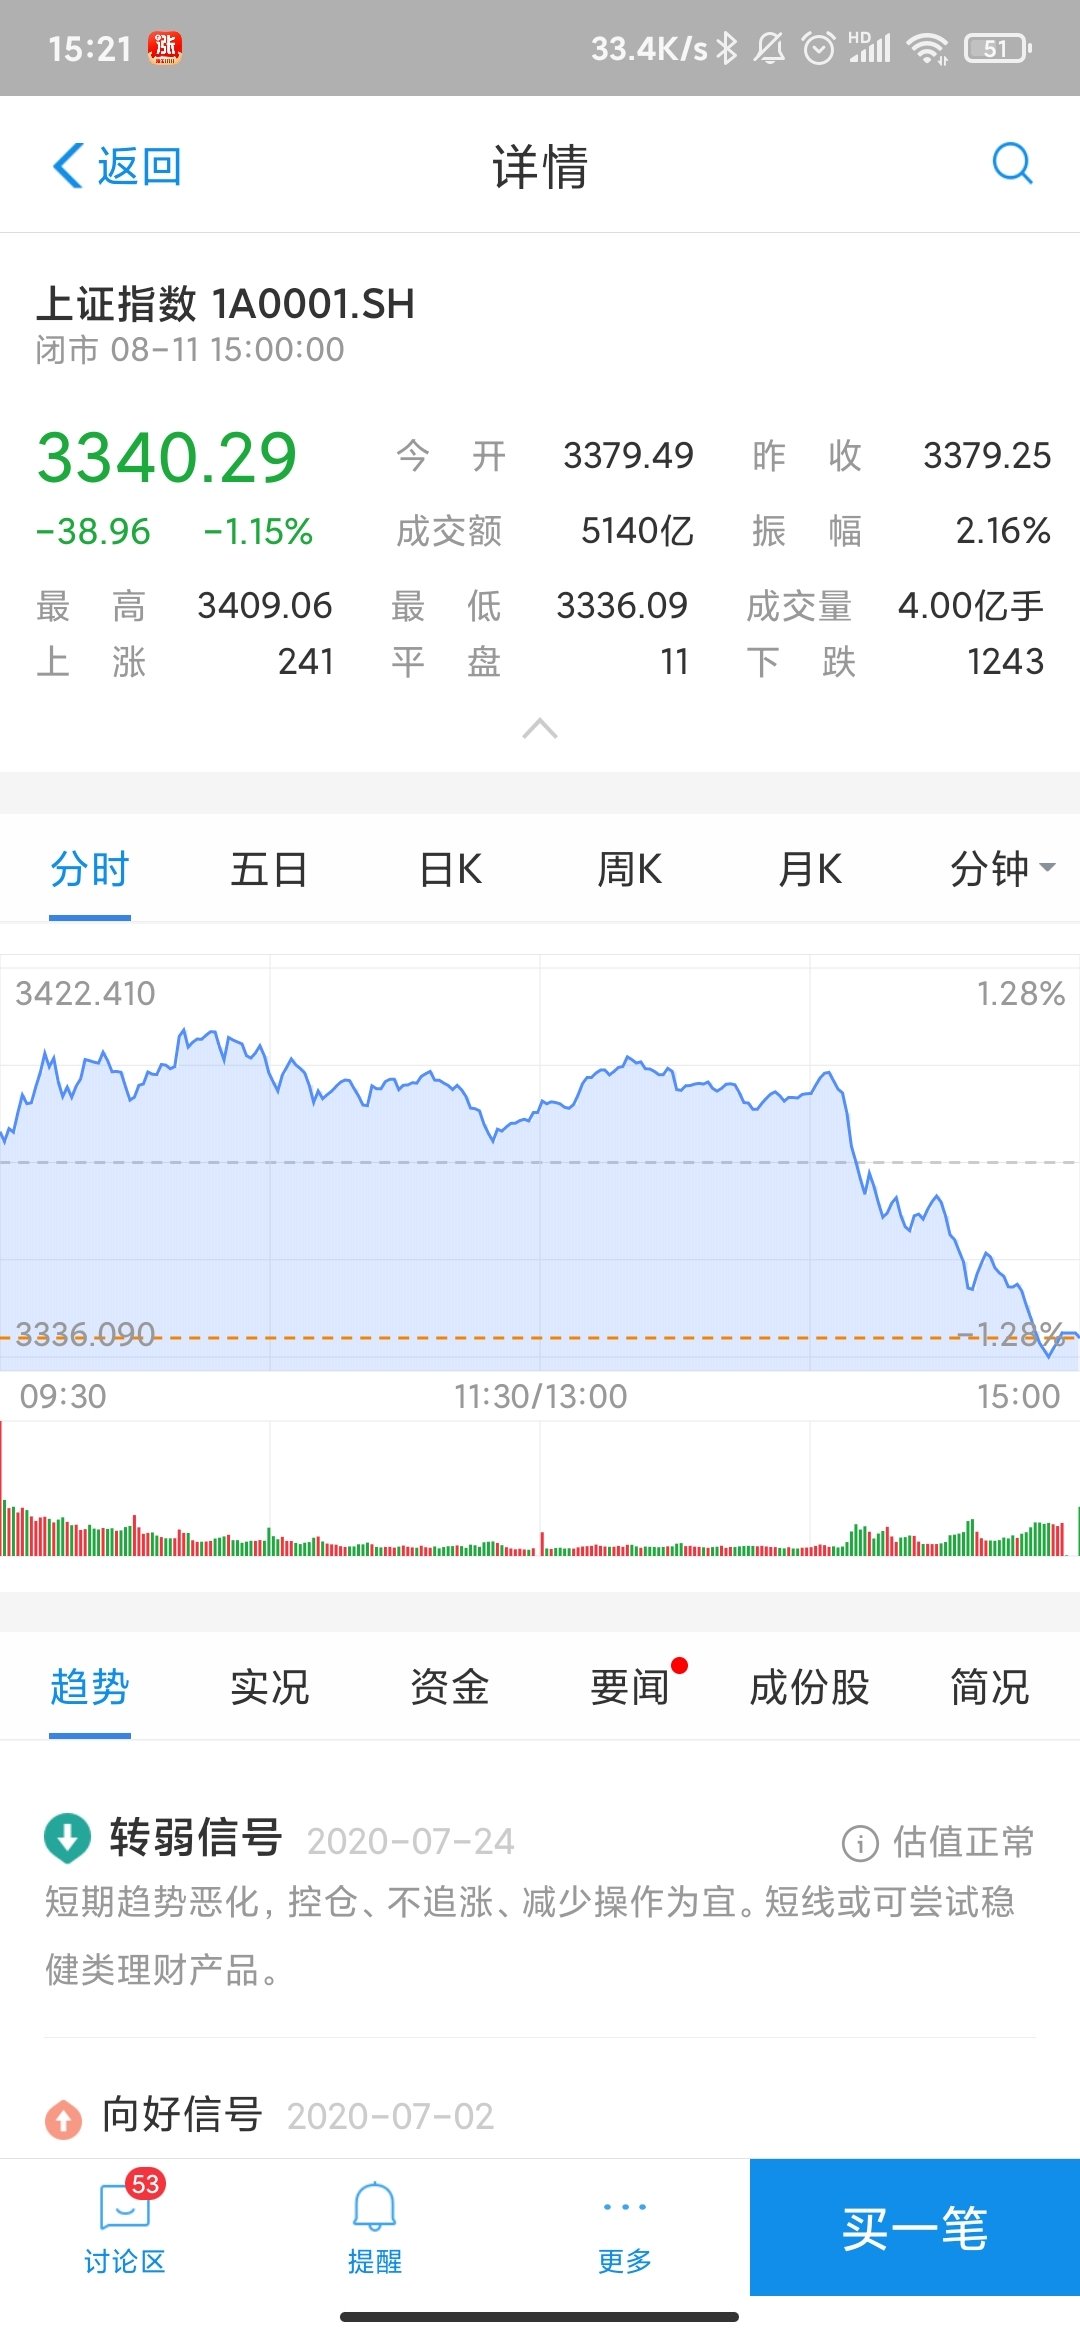 15:21 涨 33.4K/s HD 51
返回 详情
上证指数 1A0001.SH
闭市 08-11 15:00:00
3340.29 今开 3379.49 昨收 3379.25
-38.96 -1.15% 成交额 5140亿 振幅 2.16%
最高 3409.06 最低 3336.09 成交量 4.00亿手
上涨 241 平盘 11 下跌 1243
分时 五日 日K 周K 月K 分钟
3422.410 1.28%
3336.090 -1.28%
09:30 11:30/13:00 15:00
趋势 实况 资金 要闻 成份股 简况
转弱信号 2020-07-24 估值正常
短期趋势恶化，控仓、不追涨、减少操作为宜。短线或可尝试稳
健类理财产品。
向好信号 2020-07-02
53
讨论区 提醒 更多 买一笔